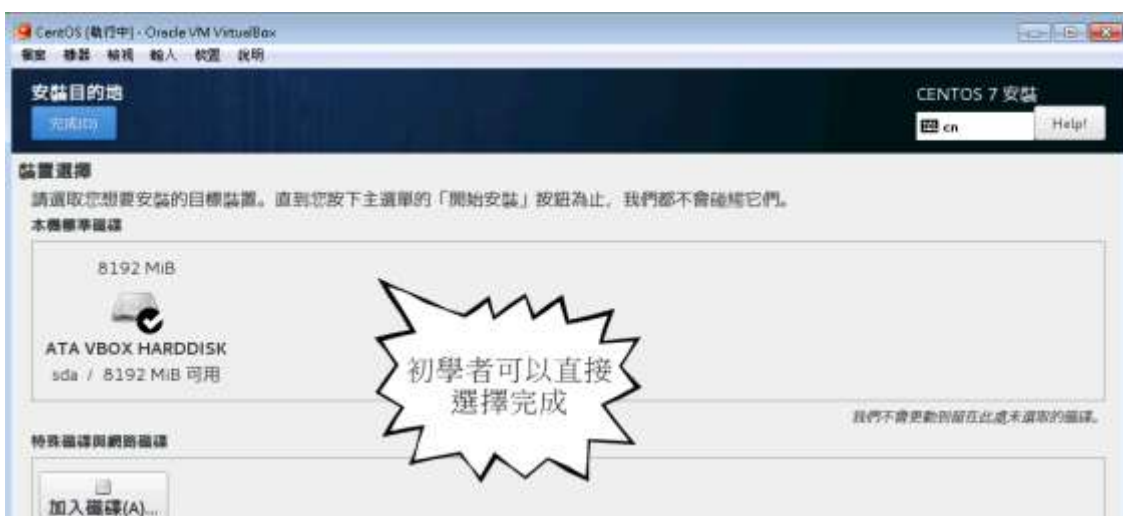 CentOS [執行中] - Oracle VM VirtualBox
檔案 機器 檢視 輸入 裝置 說明
安裝目的地
CENTOS 7 安裝
完成(D)
cn
Help!
裝置選擇
請選取您想要安裝的目標裝置。直到您按下主選單的「開始安裝」按鈕為止，我們都不會碰他它們。
本機標準磁碟
8192 MiB
ATA VBOX HARDDISK
sda / 8192 MiB 可用
初學者可以直接
選擇完成
我們不會更動到留在此處未選取的磁碟。
特殊磁碟與網路磁碟
加入磁碟(A)...